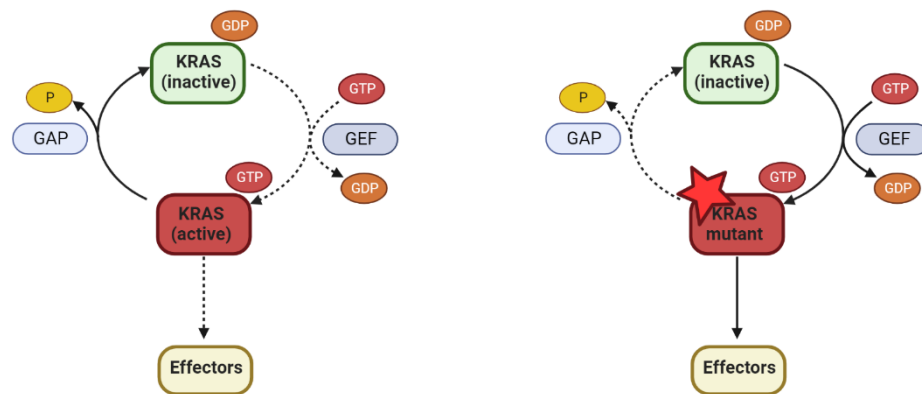 GDP
KRAS
(inactive)
P
GTP
GAP
GEF
GTP
GDP
KRAS
(active)
Effectors
GDP
KRAS
(inactive)
P
GTP
GAP
GEF
GTP
GDP
KRAS
mutant
Effectors